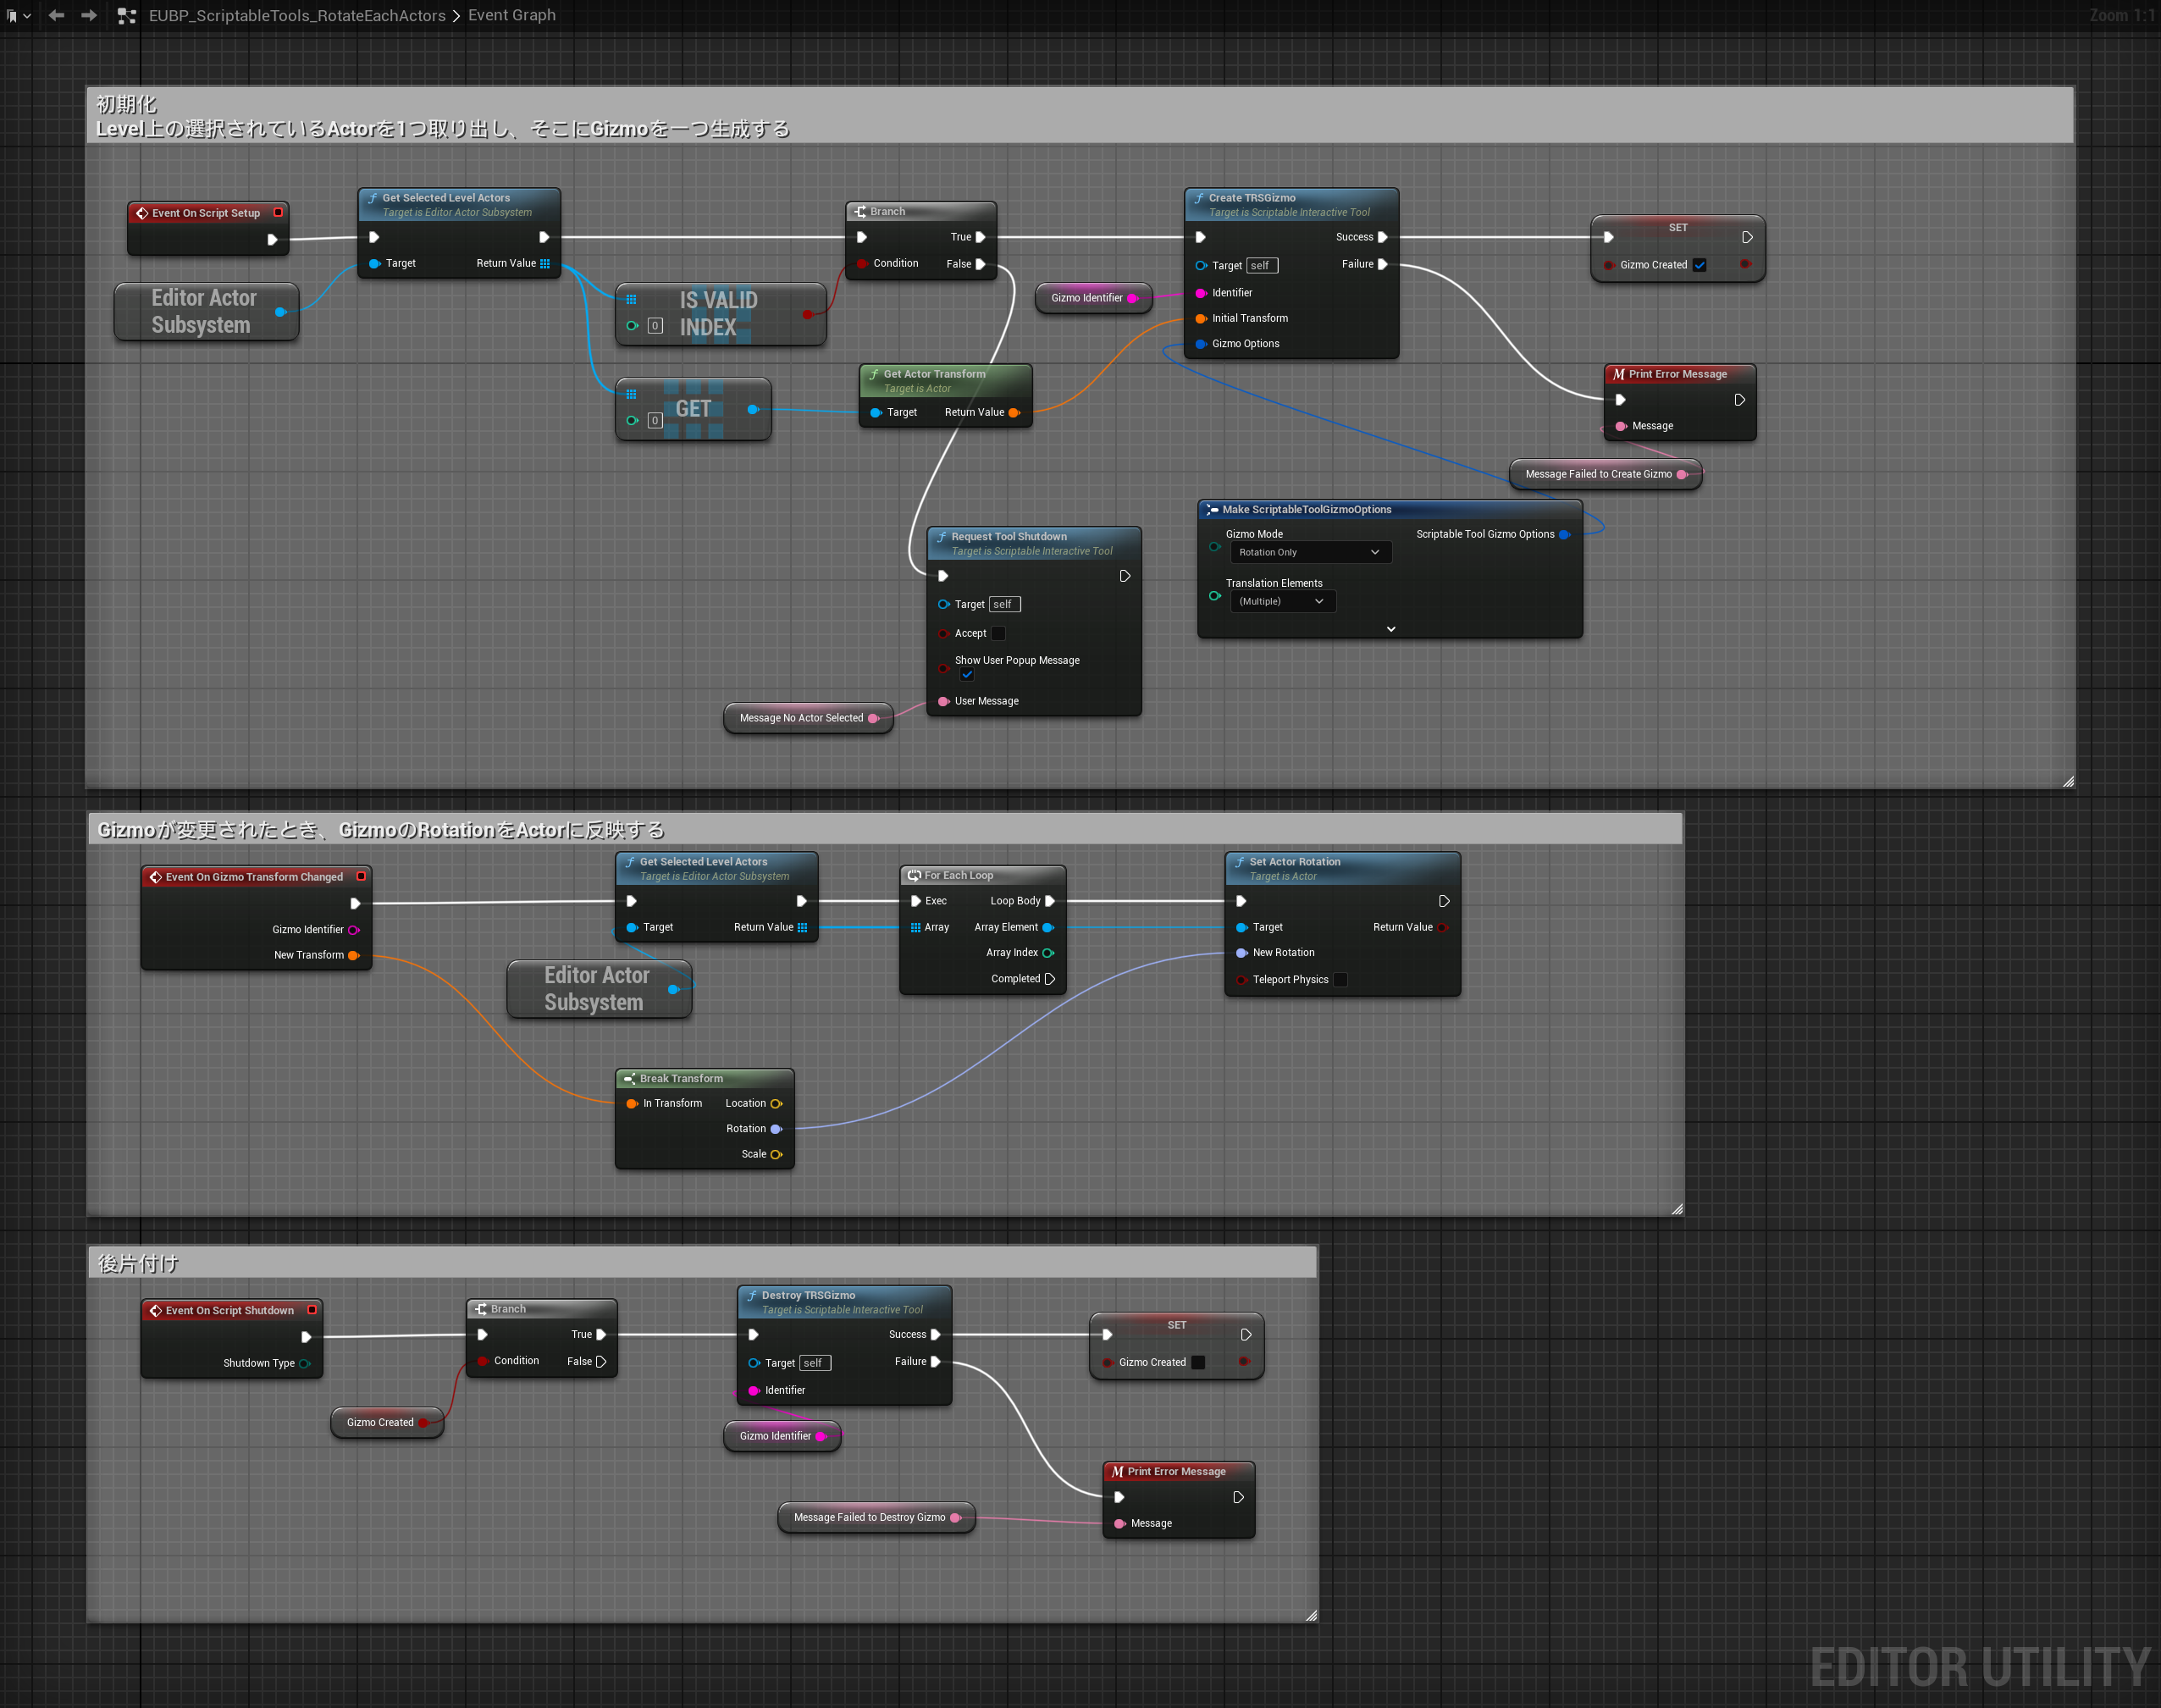 EUBP_ScriptableTools_RotateEachActors > Event Graph
Zoom 1:1
初期化
Level上の選択されているActorを1つ取り出し、そこにGizmoを一つ生成する
Event On Script Setup
Editor Actor
Subsystem
Get Selected Level Actors
Target is Editor Actor Subsystem
Target
Return Value
IS VALID
INDEX
0
GET
0
Branch
True
Condition
False
Get Actor Transform
Target is Actor
Target
Return Value
Gizmo Identifier
Create TRSGizmo
Target is Scriptable Interactive Tool
Success
Target self
Failure
Identifier
Initial Transform
Gizmo Options
SET
Gizmo Created
Print Error Message
Message
Message Failed to Create Gizmo
Make ScriptableToolGizmoOptions
Gizmo Mode
Scriptable Tool Gizmo Options
Rotation Only
Translation Elements
(Multiple)
Request Tool Shutdown
Target is Scriptable Interactive Tool
Target self
Accept
Show User Popup Message
User Message
Message No Actor Selected
Gizmoが変更されたとき、GizmoのRotationをActorに反映する
Event On Gizmo Transform Changed
Gizmo Identifier
New Transform
Get Selected Level Actors
Target is Editor Actor Subsystem
Target
Return Value
Editor Actor
Subsystem
For Each Loop
Exec
Loop Body
Array
Array Element
Array Index
Completed
Set Actor Rotation
Target is Actor
Target
Return Value
New Rotation
Teleport Physics
Break Transform
In Transform
Location
Rotation
Scale
後片付け
Event On Script Shutdown
Shutdown Type
Gizmo Created
Branch
True
Condition
False
Destroy TRSGizmo
Target is Scriptable Interactive Tool
Success
Target self
Failure
Identifier
Gizmo Identifier
SET
Gizmo Created
Print Error Message
Message
Message Failed to Destroy Gizmo
EDITOR UTILITY